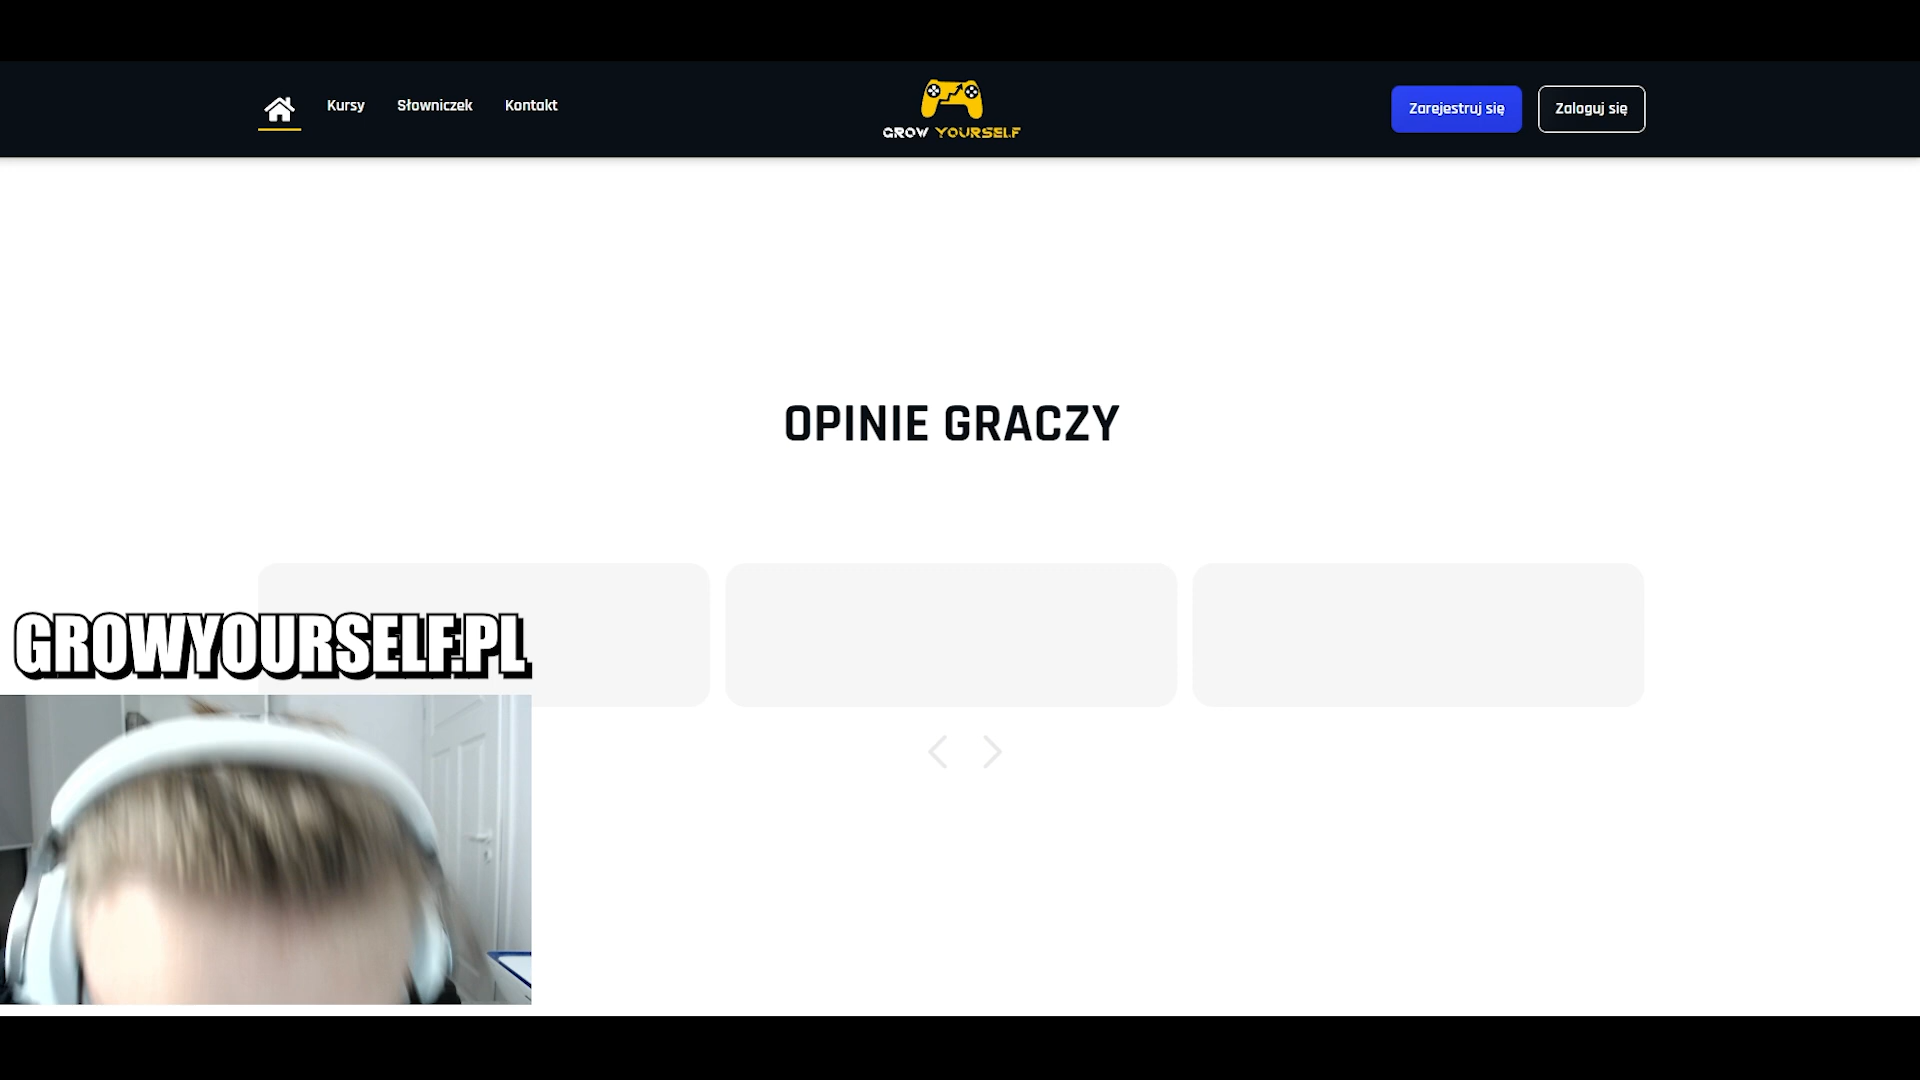 Kursy
Słowniczek
Kontakt
GROW YOURSELF
Zarejestruj się
Zaloguj się
OPINIE GRACZY
GROWYOURSELF.PL